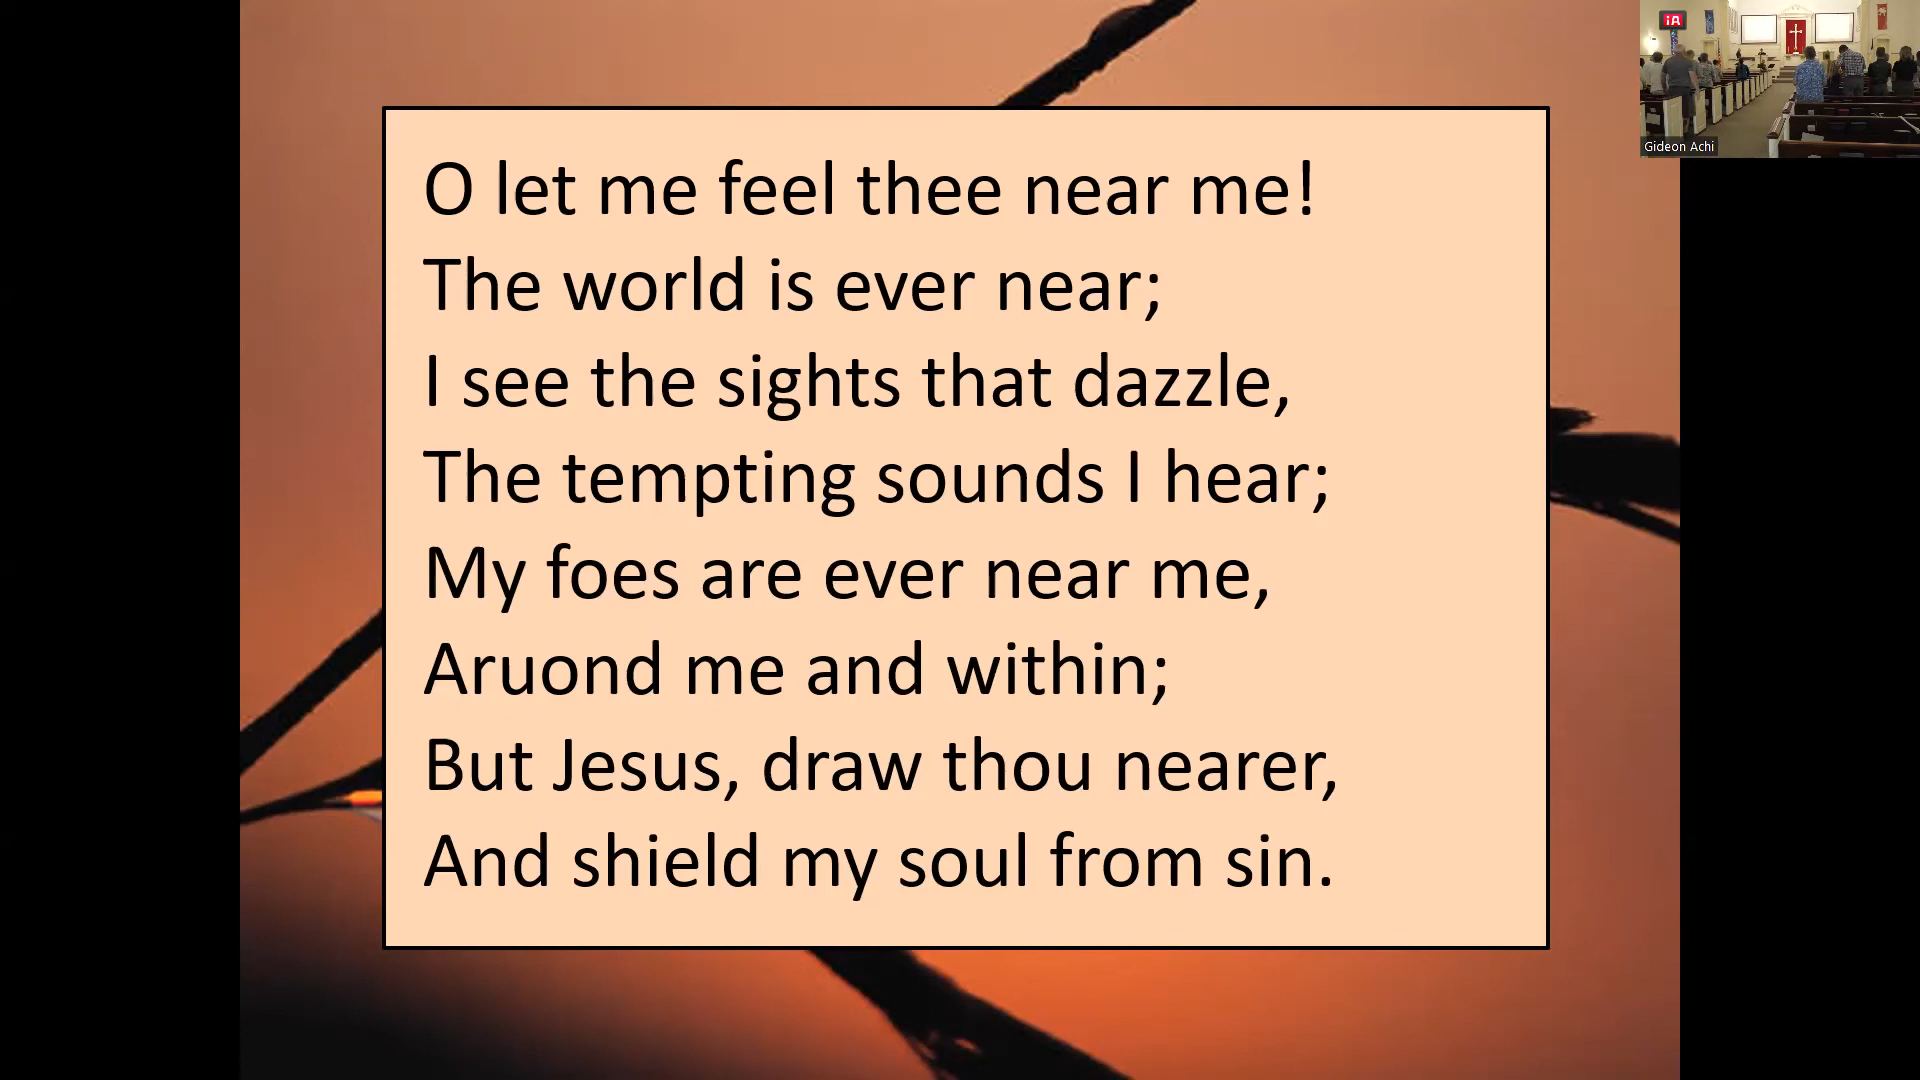 O let me feel thee near me!
The world is ever near;
I see the sights that dazzle,
The tempting sounds I hear;
My foes are ever near me,
Aruond me and within;
But Jesus, draw thou nearer,
And shield my soul from sin.
iA
Gideon Achi